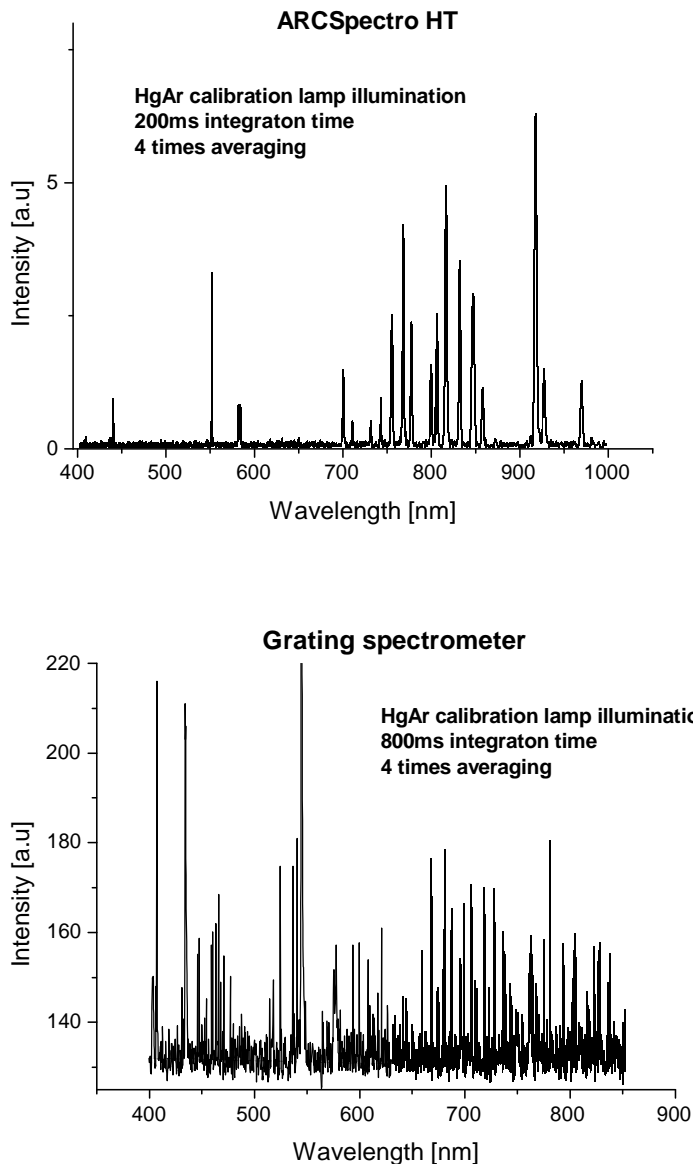 ARCSpectro HT
HgAr calibration lamp illumination
200ms integraton time
4 times averaging
5
0
Intensity [a.u]
400 500 600 700 800 900 1000
Wavelength [nm]
Grating spectrometer
220
HgAr calibration lamp illuminatio
800ms integraton time
4 times averaging
200
180
160
140
Intensity [a.u]
400 500 600 700 800 900
Wavelength [nm]